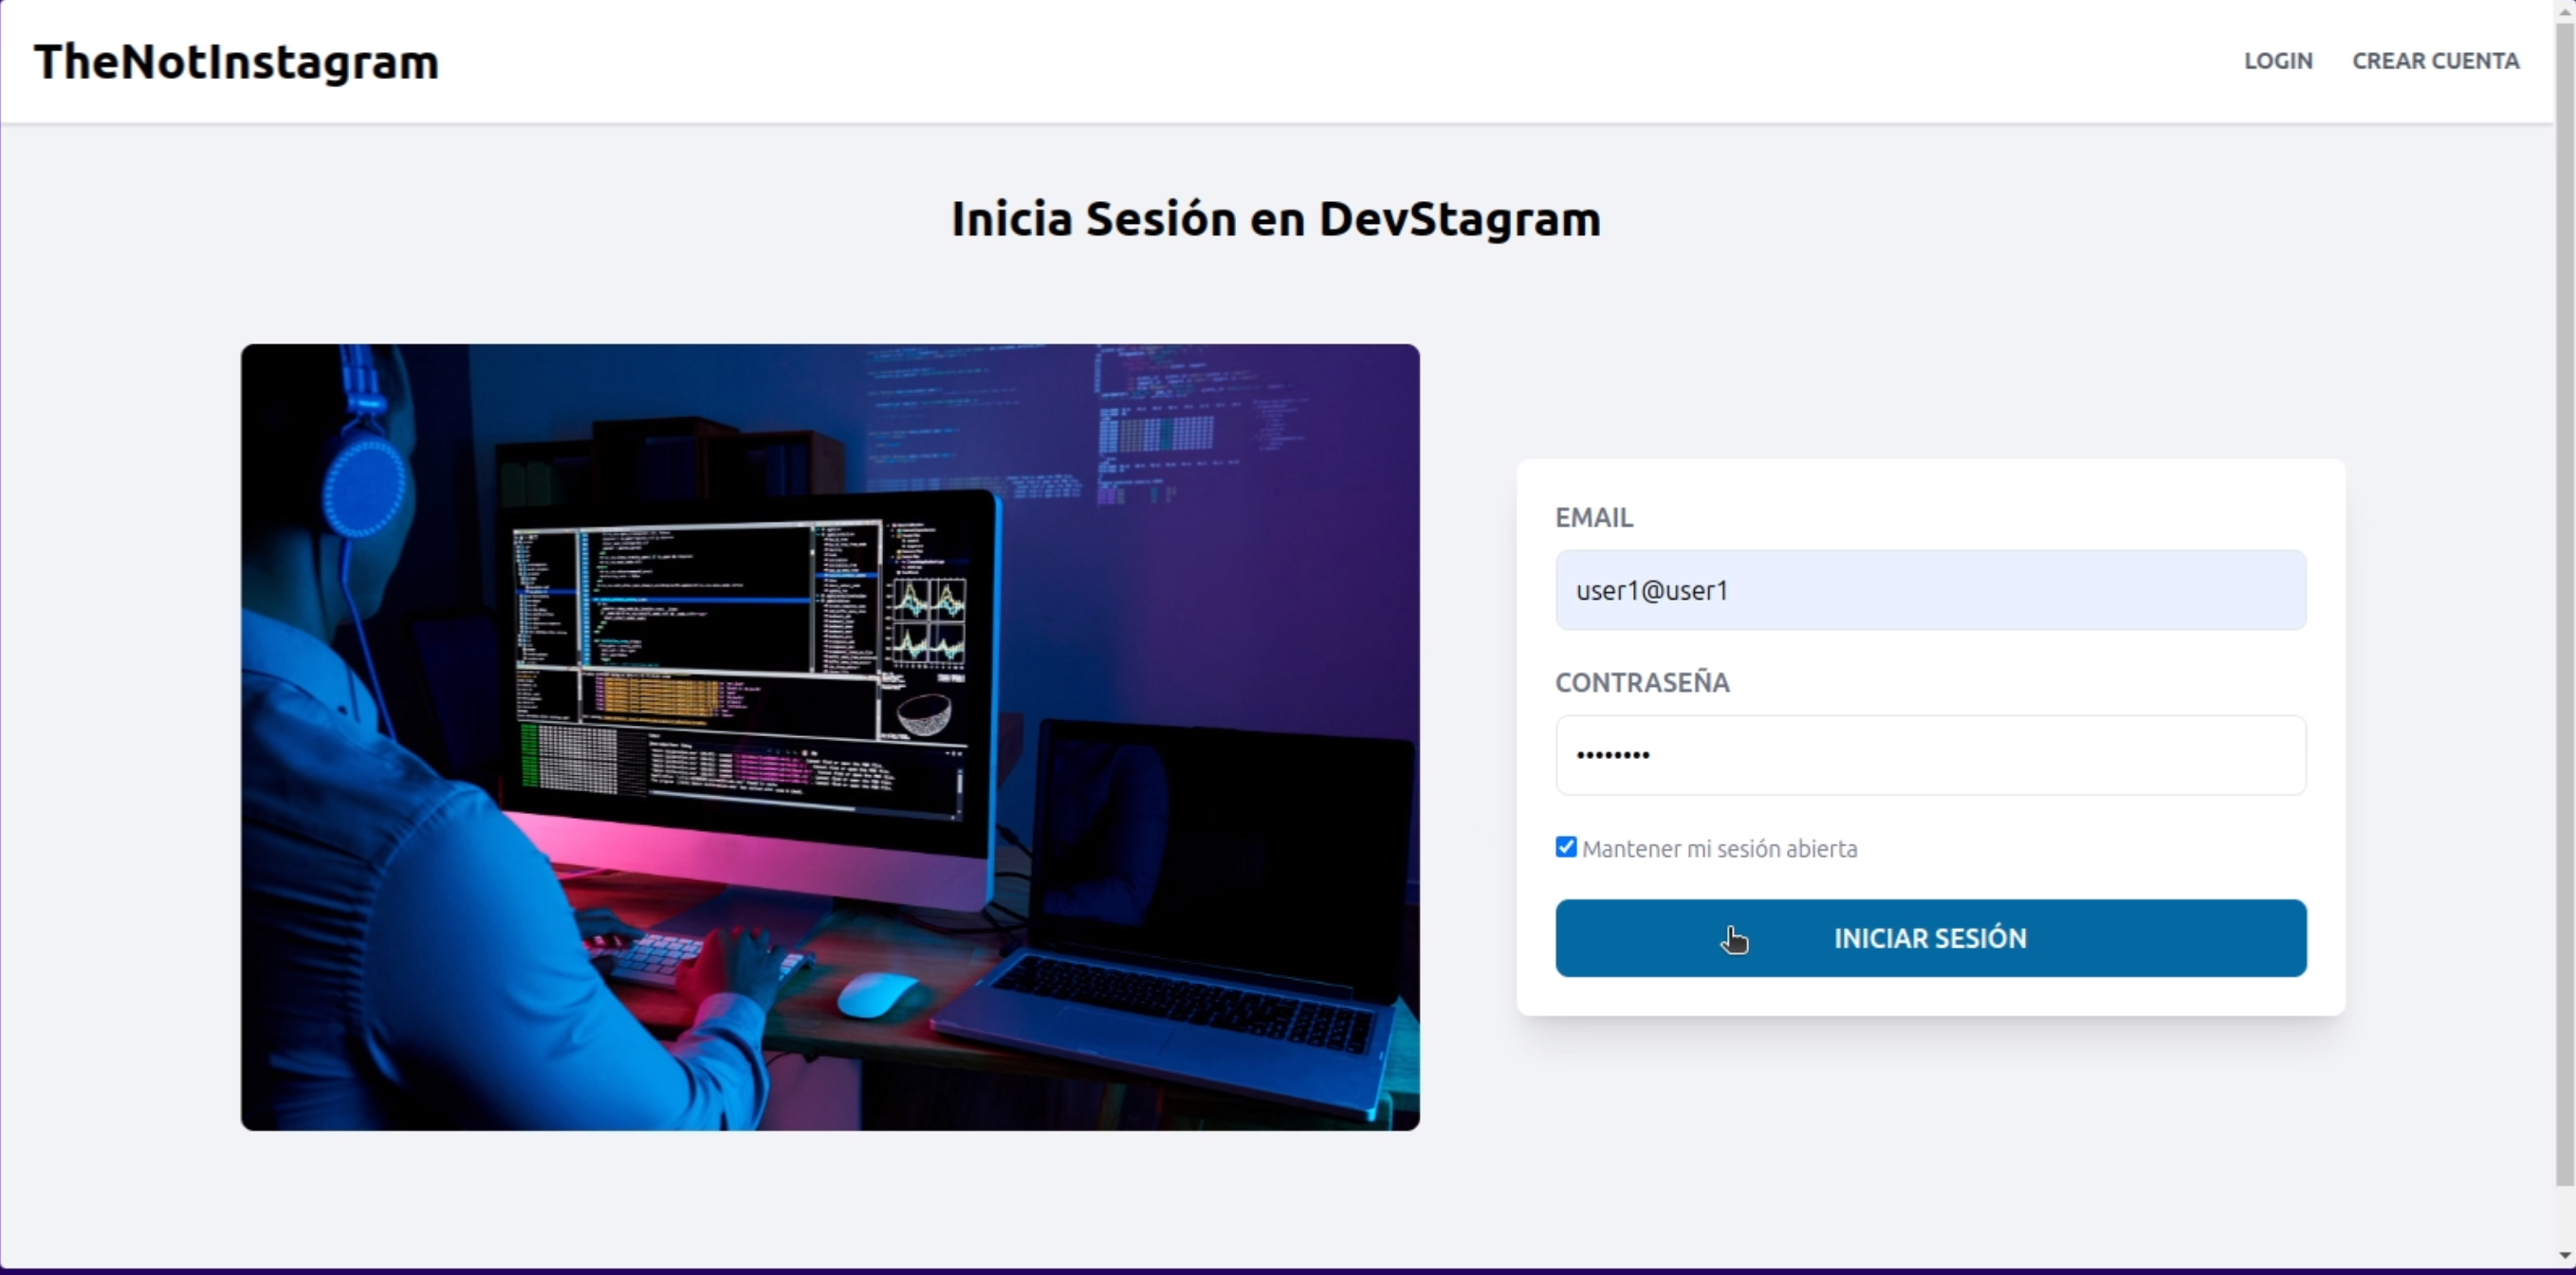 TheNotInstagram
LOGIN CREAR CUENTA
Inicia Sesión en DevStagram
EMAIL
user1@user1
CONTRASEÑA
••••••••
Mantener mi sesión abierta
INICIAR SESIÓN